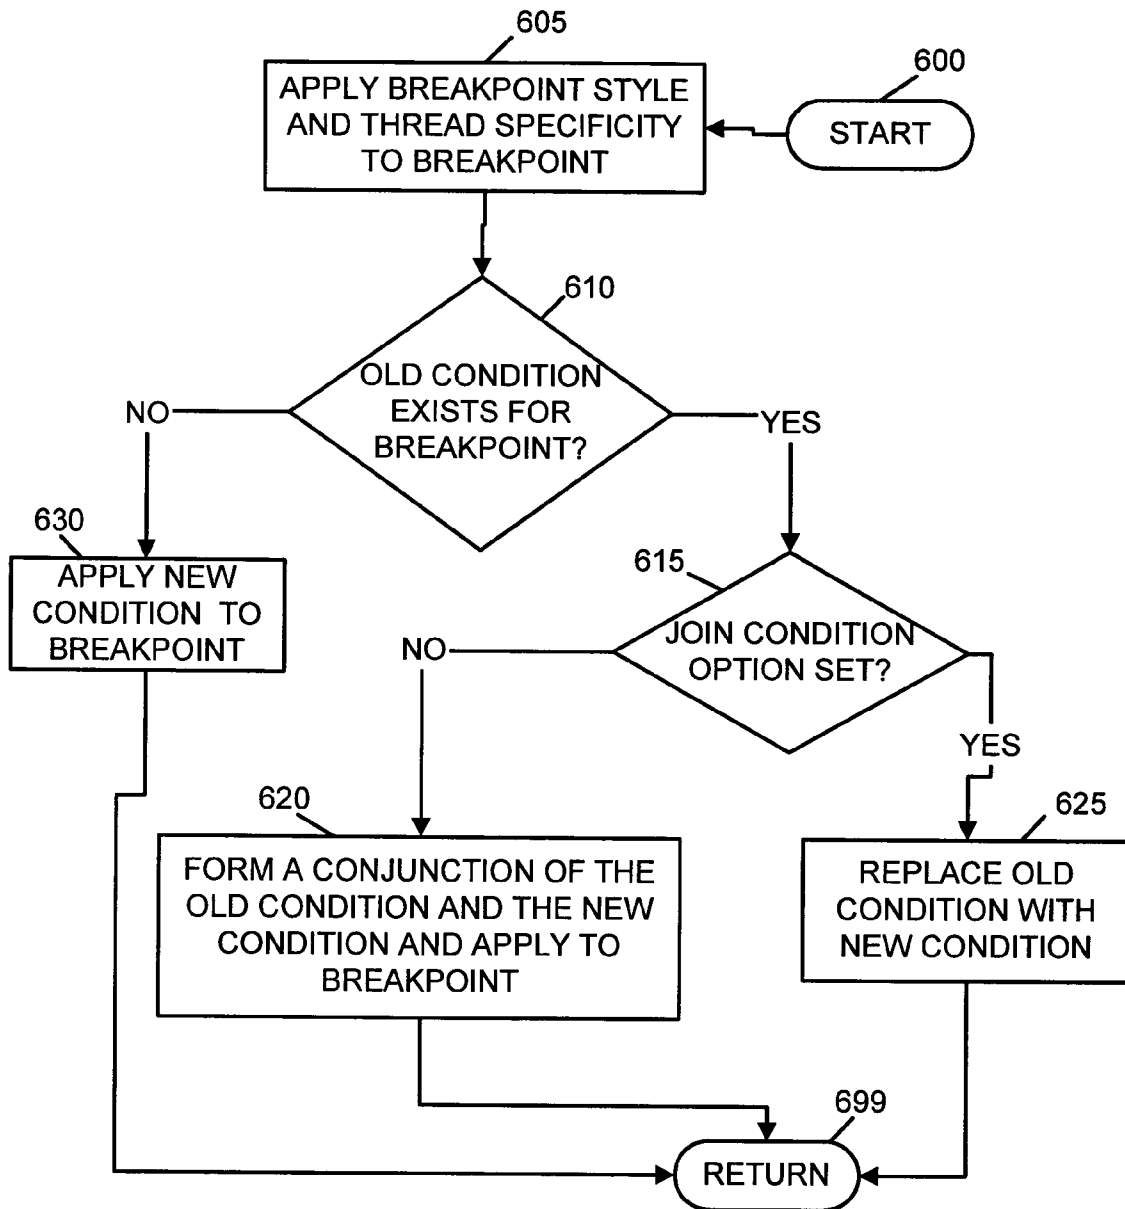 605
APPLY BREAKPOINT STYLE
AND THREAD SPECIFICITY
TO BREAKPOINT
600
START
610
OLD CONDITION
EXISTS FOR
BREAKPOINT?
NO
YES
630
APPLY NEW
CONDITION TO
BREAKPOINT
615
JOIN CONDITION
OPTION SET?
NO
YES
620
FORM A CONJUNCTION OF THE
OLD CONDITION AND THE NEW
CONDITION AND APPLY TO
BREAKPOINT
625
REPLACE OLD
CONDITION WITH
NEW CONDITION
699
RETURN